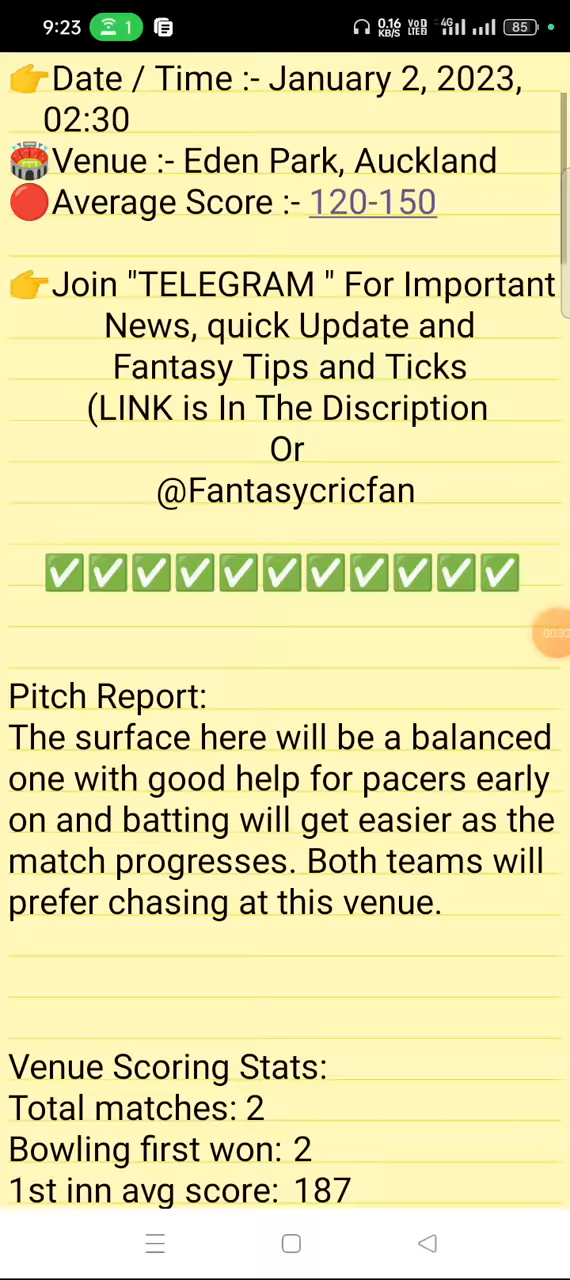 9:23 1 0.16 KB/S VoD LTE 4G 85
👉Date / Time :- January 2, 2023,
02:30
🏟Venue :- Eden Park, Auckland
🔴Average Score :- 120-150
👉Join "TELEGRAM " For Important
News, quick Update and
Fantasy Tips and Ticks
(LINK is In The Discription
Or
@Fantasycricfan
✅✅✅✅✅✅✅✅✅✅✅
Pitch Report:
The surface here will be a balanced
one with good help for pacers early
on and batting will get easier as the
match progresses. Both teams will
prefer chasing at this venue.
Venue Scoring Stats:
Total matches: 2
Bowling first won: 2
1st inn avg score: 187